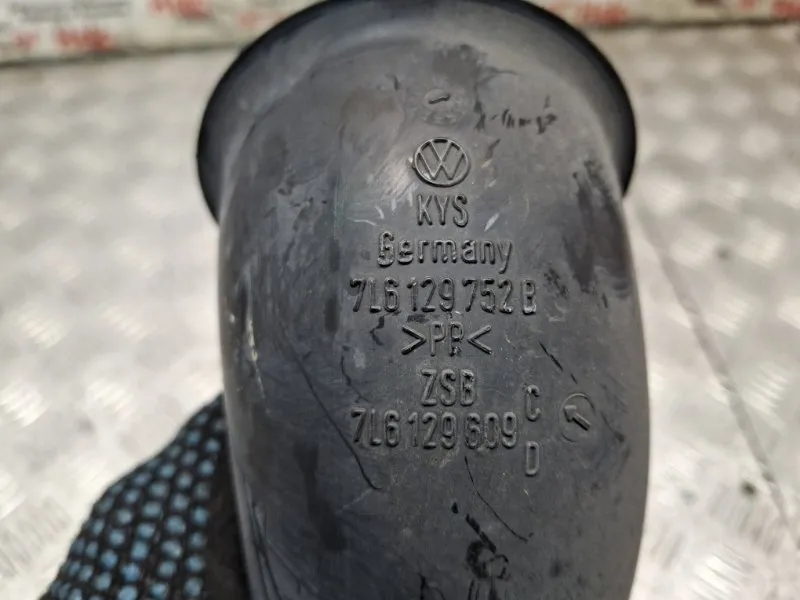 KYS
Germany
7L6 129 752 B
>PP<
ZSB
7L6 129 609 C
D